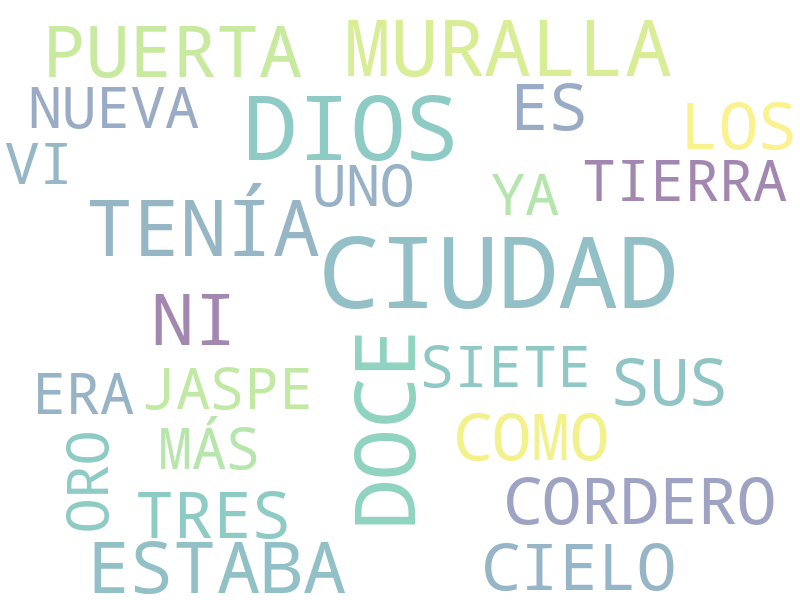 PUERTA MURALLA
NUEVA DIOS ES LOS
VI UNO YA TIERRA
TENÍA CIUDAD
NI
DOCE SIETE SUS
ERA JASPE
MÁS COMO
ORO TRES CORDERO
ESTABA CIELO